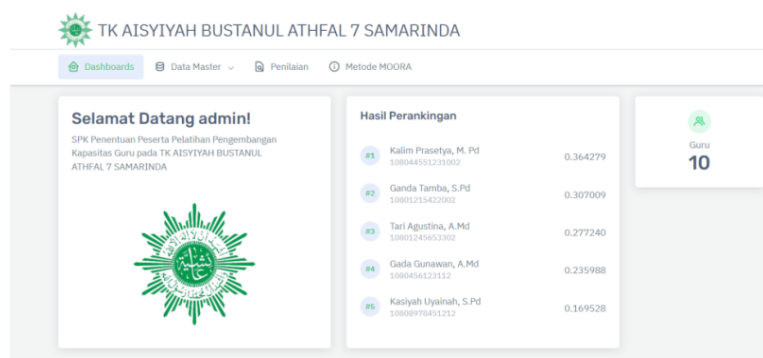 TK AISYIYAH BUSTANUL ATHFAL 7 SAMARINDA
Dashboards Data Master Penilaian Metode MOORA
Selamat Datang admin!
SPK Penentuan Peserta Pelatihan Pengembangan
Kapasitas Guru pada TK AISYIYAH BUSTANUL
ATHFAL 7 SAMARINDA
Hasil Perankingan
#1 Kalim Prasetya, M. Pd 0.364279
108044551231002
#2 Ganda Tamba, S.Pd 0.307009
10801215422002
#3 Tari Agustina, A.Md 0.277240
10801245653302
#4 Gada Gunawan, A.Md 0.235988
1080456123112
#5 Kasiyah Uyainah, S.Pd 0.169528
10808978451212
Guru
10